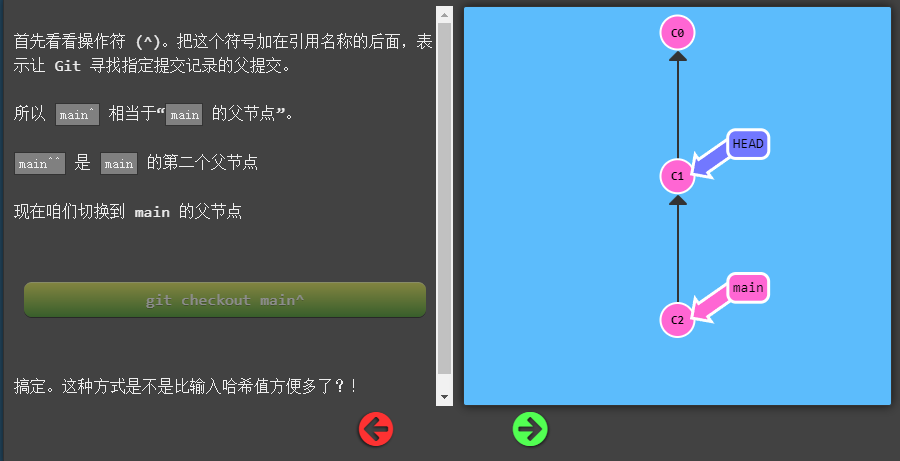 首先看看操作符 (^)。把这个符号加在引用名称的后面，表
示让 Git 寻找指定提交记录的父提交。
所以 main^ 相当于“main 的父节点”。
main^^ 是 main 的第二个父节点
现在咱们切换到 main 的父节点
git checkout main^
搞定。这种方式是不是比输入哈希值方便多了？！
C0
HEAD
C1
main
C2